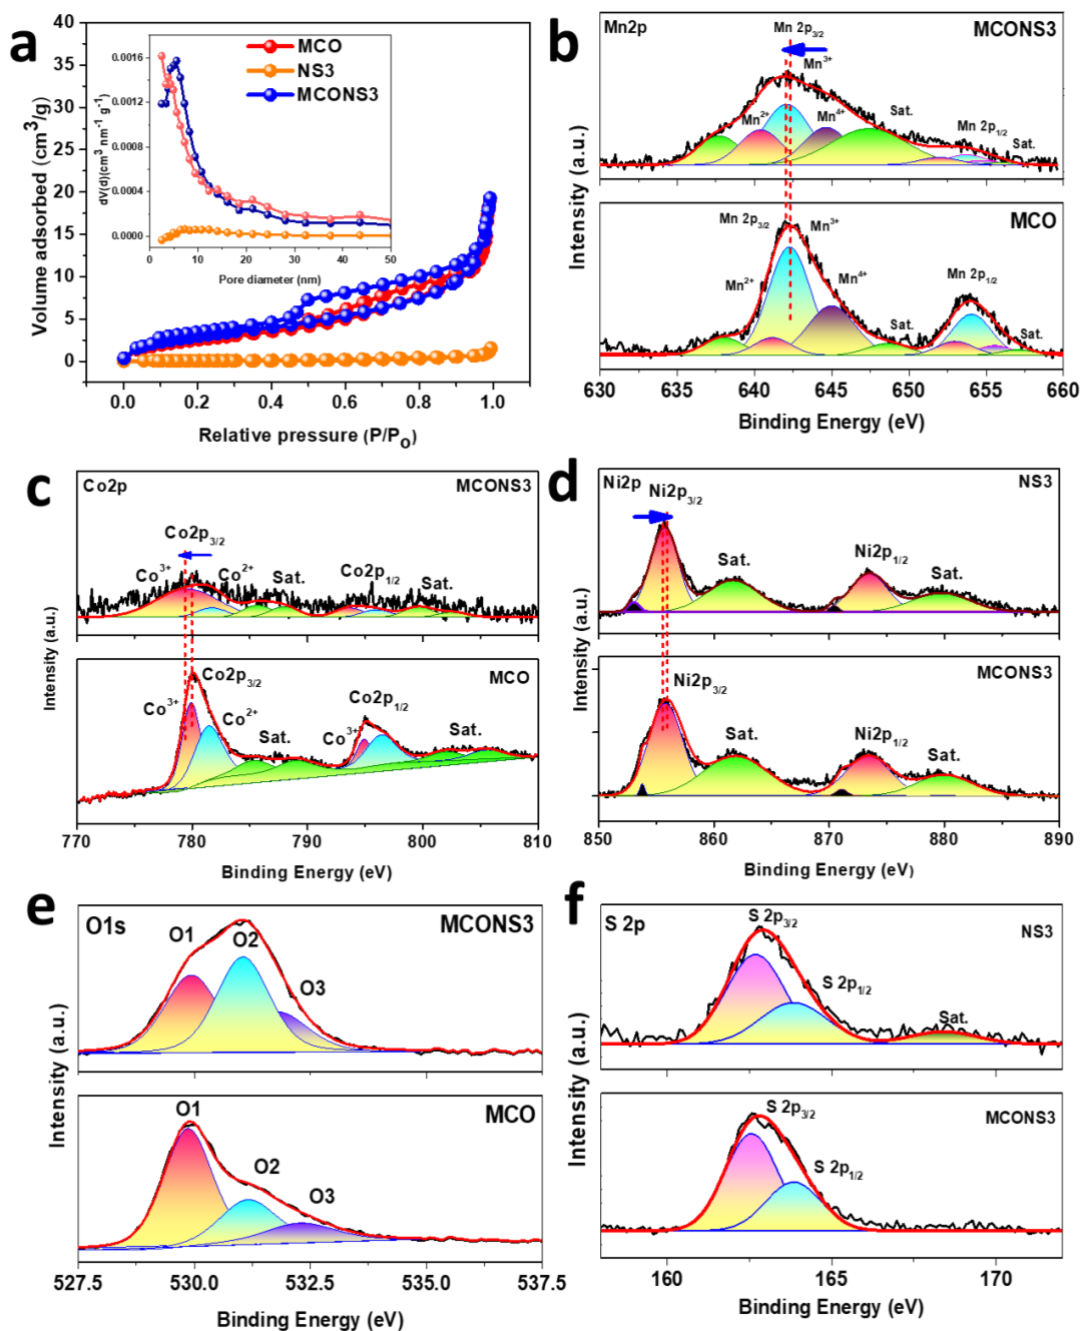 a
40
35
30
25
20
15
10
5
0
Volume adsorbed (cm³/g)
0.0 0.2 0.4 0.6 0.8 1.0
Relative pressure (P/P₀)
MCO
NS3
MCONS3
0.0016
0.0012
0.0008
0.0004
0.0000
dV(d)(cm³ nm⁻¹ g⁻¹)
0 10 20 30 40 50
Pore diameter (nm)
b
Mn2p
Mn 2p₃/₂
MCONS3
Mn³⁺
Mn²⁺
Mn⁴⁺
Sat.
Mn 2p₁/₂
Sat.
MCO
Mn 2p₃/₂
Mn³⁺
Mn²⁺
Mn⁴⁺
Sat.
Mn 2p₁/₂
Sat.
Intensity (a.u.)
630 635 640 645 650 655 660
Binding Energy (eV)
c
Co2p
MCONS3
Co2p₃/₂
Co³⁺
Co²⁺
Sat.
Co2p₁/₂
Sat.
MCO
Co2p₃/₂
Co³⁺
Co²⁺
Sat.
Co³⁺
Co2p₁/₂
Sat.
Intensity (a.u.)
770 780 790 800 810
Binding Energy (eV)
d
Ni2p
Ni2p₃/₂
NS3
Sat.
Ni2p₁/₂
Sat.
MCONS3
Ni2p₃/₂
Sat.
Ni2p₁/₂
Sat.
Intensity (a.u.)
850 860 870 880 890
Binding Energy (eV)
e
O1s
MCONS3
O1
O2
O3
MCO
O1
O2
O3
Intensity (a.u.)
527.5 530.0 532.5 535.0 537.5
Binding Energy (eV)
f
S 2p
S 2p₃/₂
NS3
S 2p₁/₂
Sat.
MCONS3
S 2p₃/₂
S 2p₁/₂
Intensity (a.u.)
160 165 170
Binding Energy (eV)